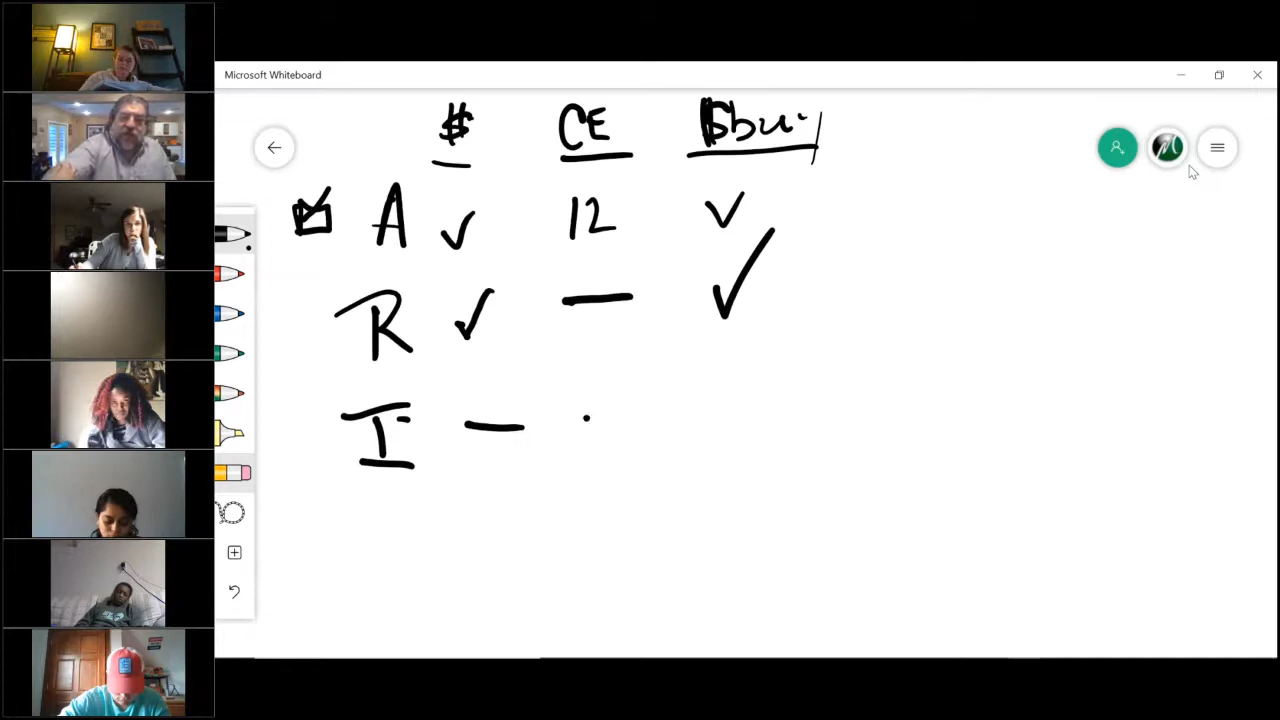 Microsoft Whiteboard
$ CE
A ✓ 12 ✓
R ✓ — ✓
I —